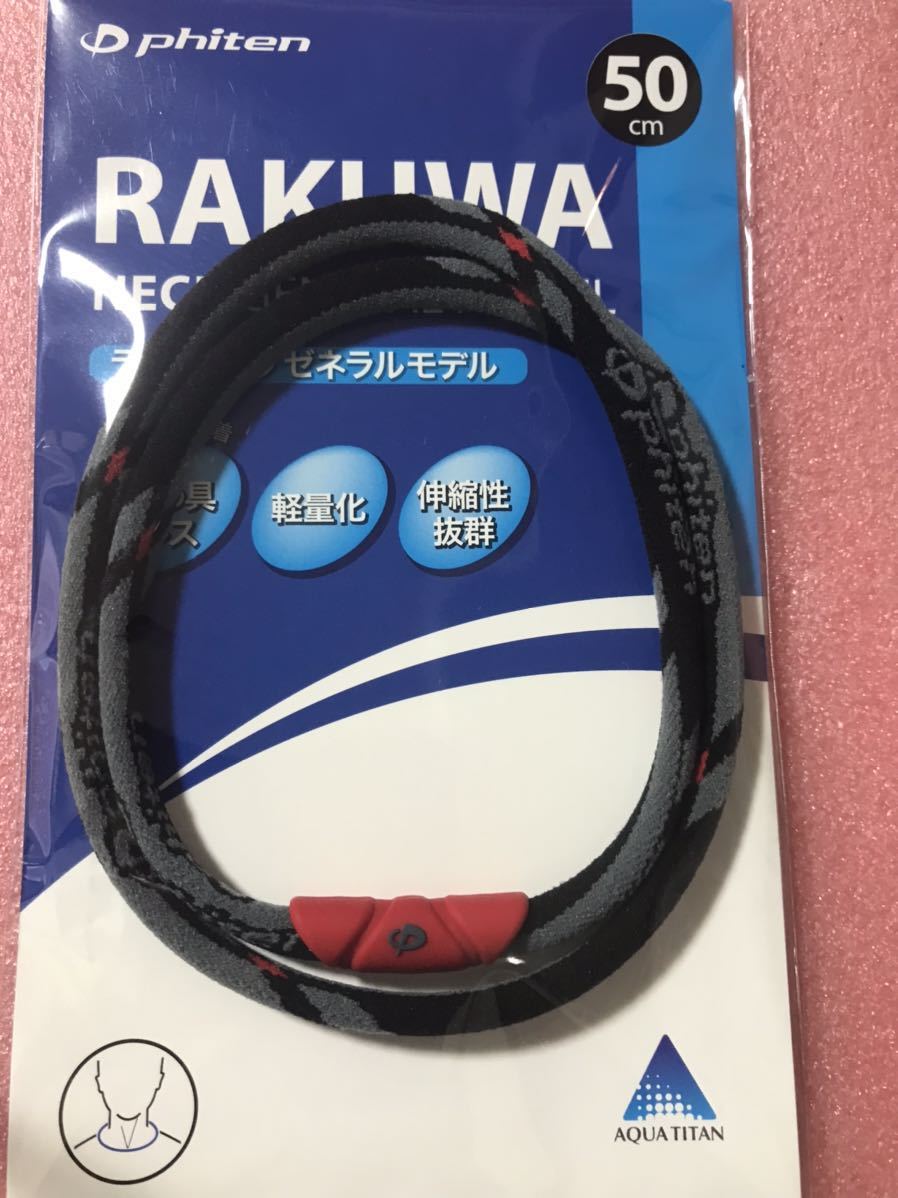 phiten
50
cm
RAKUWA
ゼネラルモデル
軽量化
伸縮性
抜群
phiten
phiten
AQUA TITAN